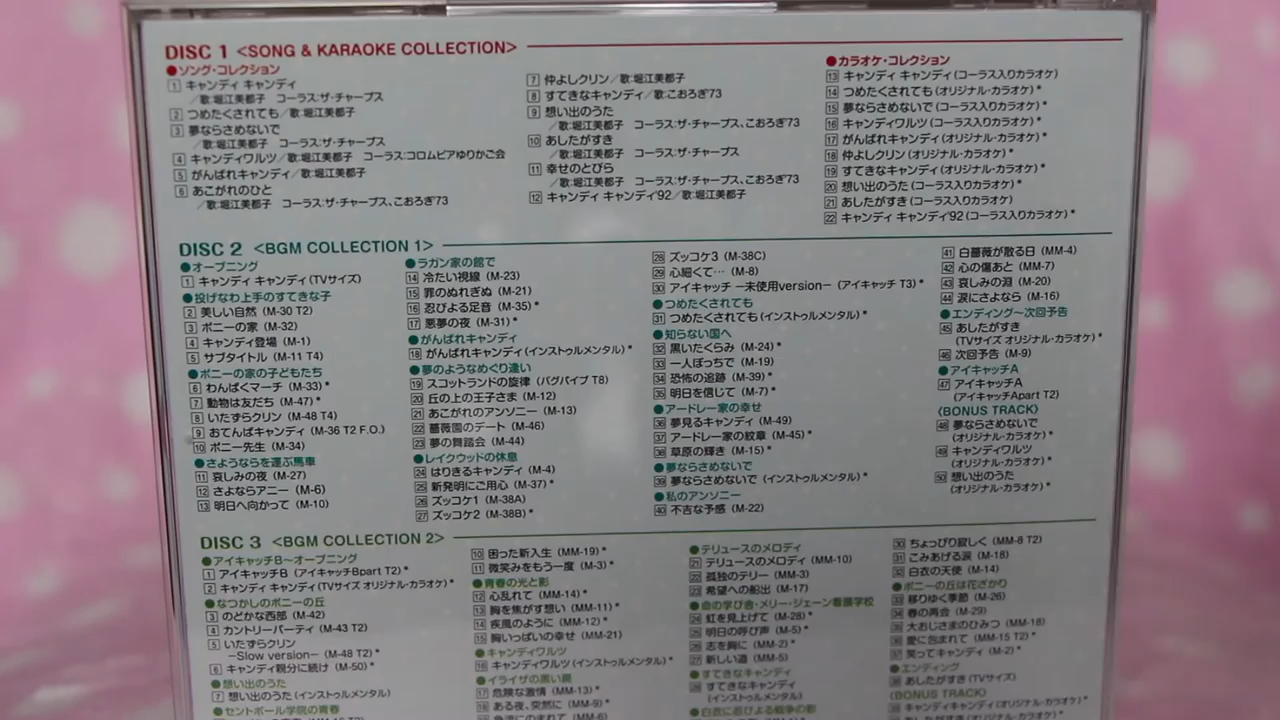 DISC 1 <SONG & KARAOKE COLLECTION>
●ソング・コレクション
1 キャンディ キャンディ
／歌:堀江美都子 コーラス:ザ・チャープス
2 つめたくされても／歌:堀江美都子
3 夢ならさめないで
／歌:堀江美都子 コーラス:ザ・チャープス
4 キャンディワルツ／歌:堀江美都子 コーラス:コロムビアゆりかご会
5 がんばれキャンディ／歌:堀江美都子
6 あこがれのひと
／歌:堀江美都子 コーラス:ザ・チャープス、こおろぎ'73
7 仲よしクリン／歌:堀江美都子
8 すてきなキャンディ／歌:こおろぎ'73
9 想い出のうた
／歌:堀江美都子 コーラス:ザ・チャープス、こおろぎ'73
10 あしたがすき
／歌:堀江美都子 コーラス:ザ・チャープス
11 幸せのとびら
／歌:堀江美都子 コーラス:ザ・チャープス、こおろぎ'73
12 キャンディ キャンディ'92／歌:堀江美都子
●カラオケ・コレクション
13 キャンディ キャンディ(コーラス入りカラオケ)
14 つめたくされても(オリジナル・カラオケ)*
15 夢ならさめないで(コーラス入りカラオケ)
16 キャンディワルツ(コーラス入りカラオケ)*
17 がんばれキャンディ(オリジナル・カラオケ)*
18 仲よしクリン(オリジナル・カラオケ)*
19 すてきなキャンディ(オリジナル・カラオケ)*
20 想い出のうた(コーラス入りカラオケ)
21 あしたがすき(コーラス入りカラオケ)
22 キャンディ キャンディ'92(コーラス入りカラオケ)*
DISC 2 <BGM COLLECTION 1>
●オープニング
1 キャンディ キャンディ(TVサイズ)
●投げなわ上手のすてきな子
2 美しい自然 (M-30 T2)
3 ポニーの家 (M-32)
4 キャンディ登場 (M-1)
5 サブタイトル (M-11 T4)
●ポニーの家の子どもたち
6 わんぱくマーチ (M-33)*
7 動物は友だち (M-47)*
8 いたずらクリン (M-48 T4)
9 おてんばキャンディ (M-36 T2 F.O.)
10 ポニー先生 (M-34)
●さようならを運ぶ馬車
11 哀しみの夜 (M-27)
12 さよならアニー (M-6)
13 明日へ向かって (M-10)
●ラガン家の館で
14 冷たい視線 (M-23)
15 罪のぬれぎぬ (M-21)
16 忍びよる足音 (M-35)*
17 悪夢の夜 (M-31)*
●がんばれキャンディ
18 がんばれキャンディ(インストゥルメンタル)*
●夢のようなめぐり逢い
19 スコットランドの旋律 (バグパイプ T8)
20 丘の上の王子さま (M-12)
21 あこがれのアンソニー (M-13)
22 薔薇園のデート (M-46)
23 夢の舞踏会 (M-44)
●レイクウッドの休息
24 はりきるキャンディ (M-4)
25 新発明にご用心 (M-37)*
26 ズッコケ1 (M-38A)
27 ズッコケ2 (M-38B)*
28 ズッコケ3 (M-38C)
29 心細くて… (M-8)
30 アイキャッチ −未使用version− (アイキャッチ T3)*
●つめたくされても
31 つめたくされても(インストゥルメンタル)*
●知らない国へ
32 黒いたくらみ (M-24)*
33 一人ぼっちで (M-19)
34 恐怖の追跡 (M-39)*
35 明日を信じて (M-7)*
●アードレー家の幸せ
36 夢見るキャンディ (M-49)
37 アードレー家の紋章 (M-45)*
38 草原の輝き (M-15)*
●夢ならさめないで
39 夢ならさめないで (インストゥルメンタル)*
●私のアンソニー
40 不吉な予感 (M-22)
41 白薔薇が散る日 (MM-4)
42 心の傷あと (MM-7)
43 哀しみの淵 (M-20)
44 涙にさよなら (M-16)
●エンディング〜次回予告
45 あしたがすき
(TVサイズ オリジナル・カラオケ)*
46 次回予告 (M-9)
●アイキャッチA
47 アイキャッチA
(アイキャッチApart T2)
〈BONUS TRACK〉
48 夢ならさめないで
(オリジナル・カラオケ)*
49 キャンディワルツ
(オリジナル・カラオケ)*
50 想い出のうた
(オリジナル・カラオケ)*
DISC 3 <BGM COLLECTION 2>
●アイキャッチB〜オープニング
1 アイキャッチB (アイキャッチBpart T2)*
2 キャンディ キャンディ(TVサイズ オリジナル・カラオケ)*
●なつかしのポニーの丘
3 のどかな西部 (M-42)
4 カントリーパーティ (M-43 T2)
5 いたずらクリン
−Slow version− (M-48 T2)*
6 キャンディ親分に続け (M-50)*
●想い出のうた
7 想い出のうた(インストゥルメンタル)
●セントポール学院の青春
10 困った新入生 (MM-19)*
11 微笑みをもう一度 (M-3)*
●青春の光と影
12 心乱れて (MM-14)*
13 胸を焦がす想い (MM-11)*
14 疾風のように (MM-12)*
15 胸いっぱいの幸せ (MM-21)
●キャンディワルツ
16 キャンディワルツ(インストゥルメンタル)*
●イライザの黒い罠
17 危険な激情 (MM-13)*
18 ある夜、突然に (MM-9)*
●テリュースのメロディ
21 テリュースのメロディ (MM-10)
22 孤独のテリー (MM-3)
23 希望への船出 (M-17)
●命の学び舎・メリー・ジェーン看護学校
24 虹を見上げて (M-28)*
25 明日の呼び声 (M-5)*
26 志を胸に (MM-2)*
27 新しい道 (MM-5)
●すてきなキャンディ
28 すてきなキャンディ
(インストゥルメンタル)
●白衣に忍びよる戦争の影
30 ちょっぴり寂しく (MM-8 T2)
31 こみあげる涙 (M-18)
32 白衣の天使 (M-14)
●ポニーの丘は花ざかり
33 移りゆく季節 (M-26)
34 春の再会 (M-29)
35 大おじさまのひみつ (MM-18)
36 愛に包まれて (MM-15 T2)*
37 笑ってキャンディ (M-2)*
●エンディング
38 あしたがすき (TVサイズ)
〈BONUS TRACK〉
39 キャンディキャンディ(オリジナル・カラオケ)*